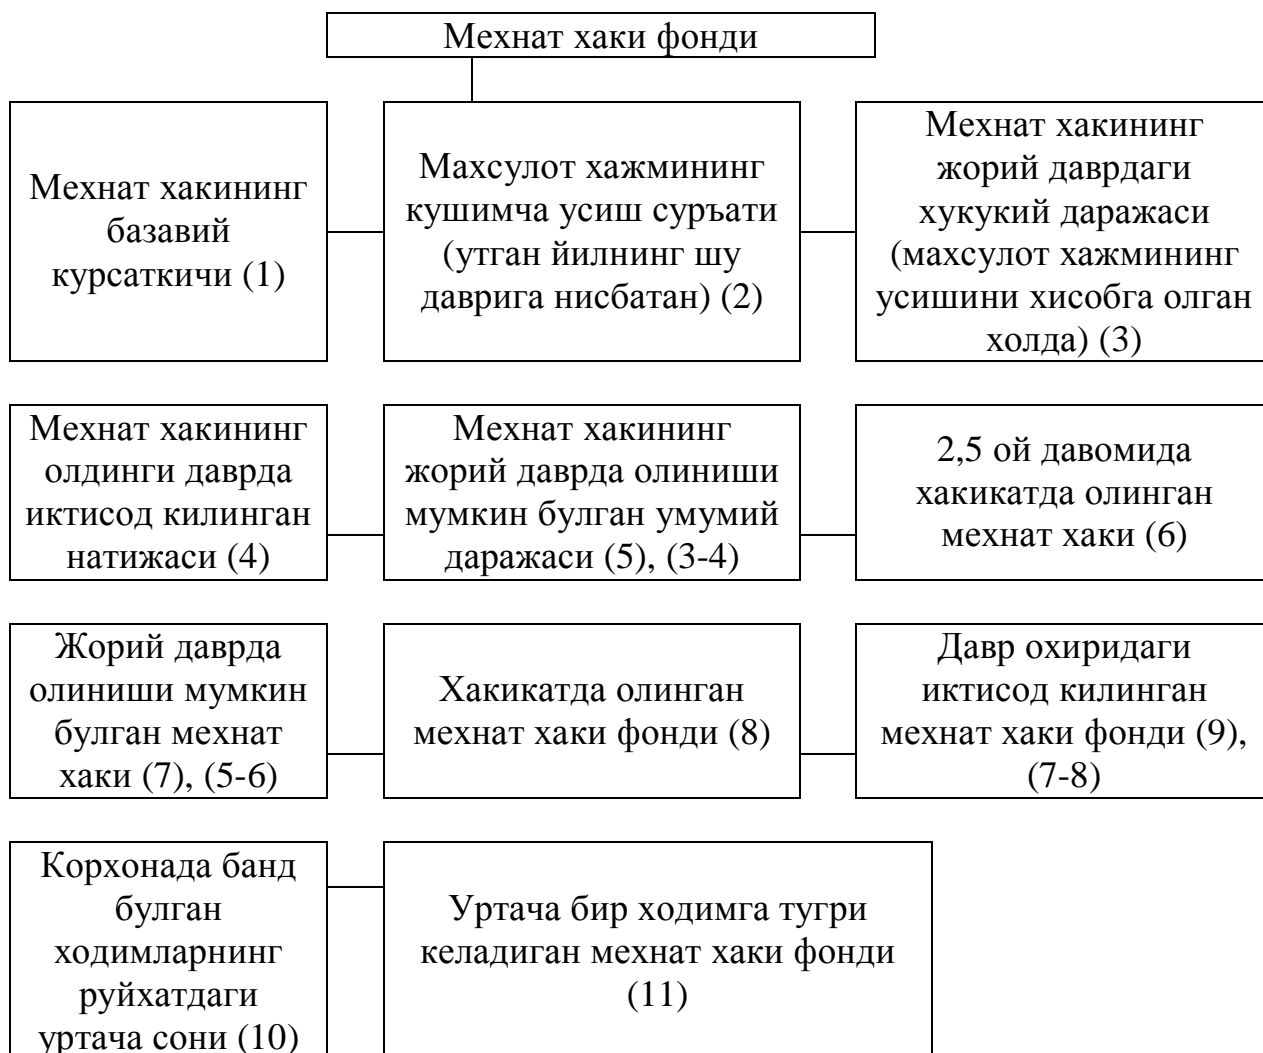 Мехнат хаки фонди
Мехнат хакининг
базавий
курсаткичи (1)
Махсулот хажмининг
кушимча усиш суръати
(утган йилнинг шу
даврига нисбатан) (2)
Мехнат хакининг
жорий даврдаги
хукукий даражаси
(махсулот хажмининг
усишини хисобга олган
холда) (3)
Мехнат хакининг
олдинги даврда
иктисод килинган
натижаси (4)
Мехнат хакининг
жорий даврда олиниши
мумкин булган умумий
даражаси (5), (3-4)
2,5 ой давомида
хакикатда олинган
мехнат хаки (6)
Жорий даврда
олиниши мумкин
булган мехнат
хаки (7), (5-6)
Хакикатда олинган
мехнат хаки фонди (8)
Давр охиридаги
иктисод килинган
мехнат хаки фонди (9),
(7-8)
Корхонада банд
булган
ходимларнинг
руйхатдаги
уртача сони (10)
Уртача бир ходимга тугри
келадиган мехнат хаки фонди
(11)